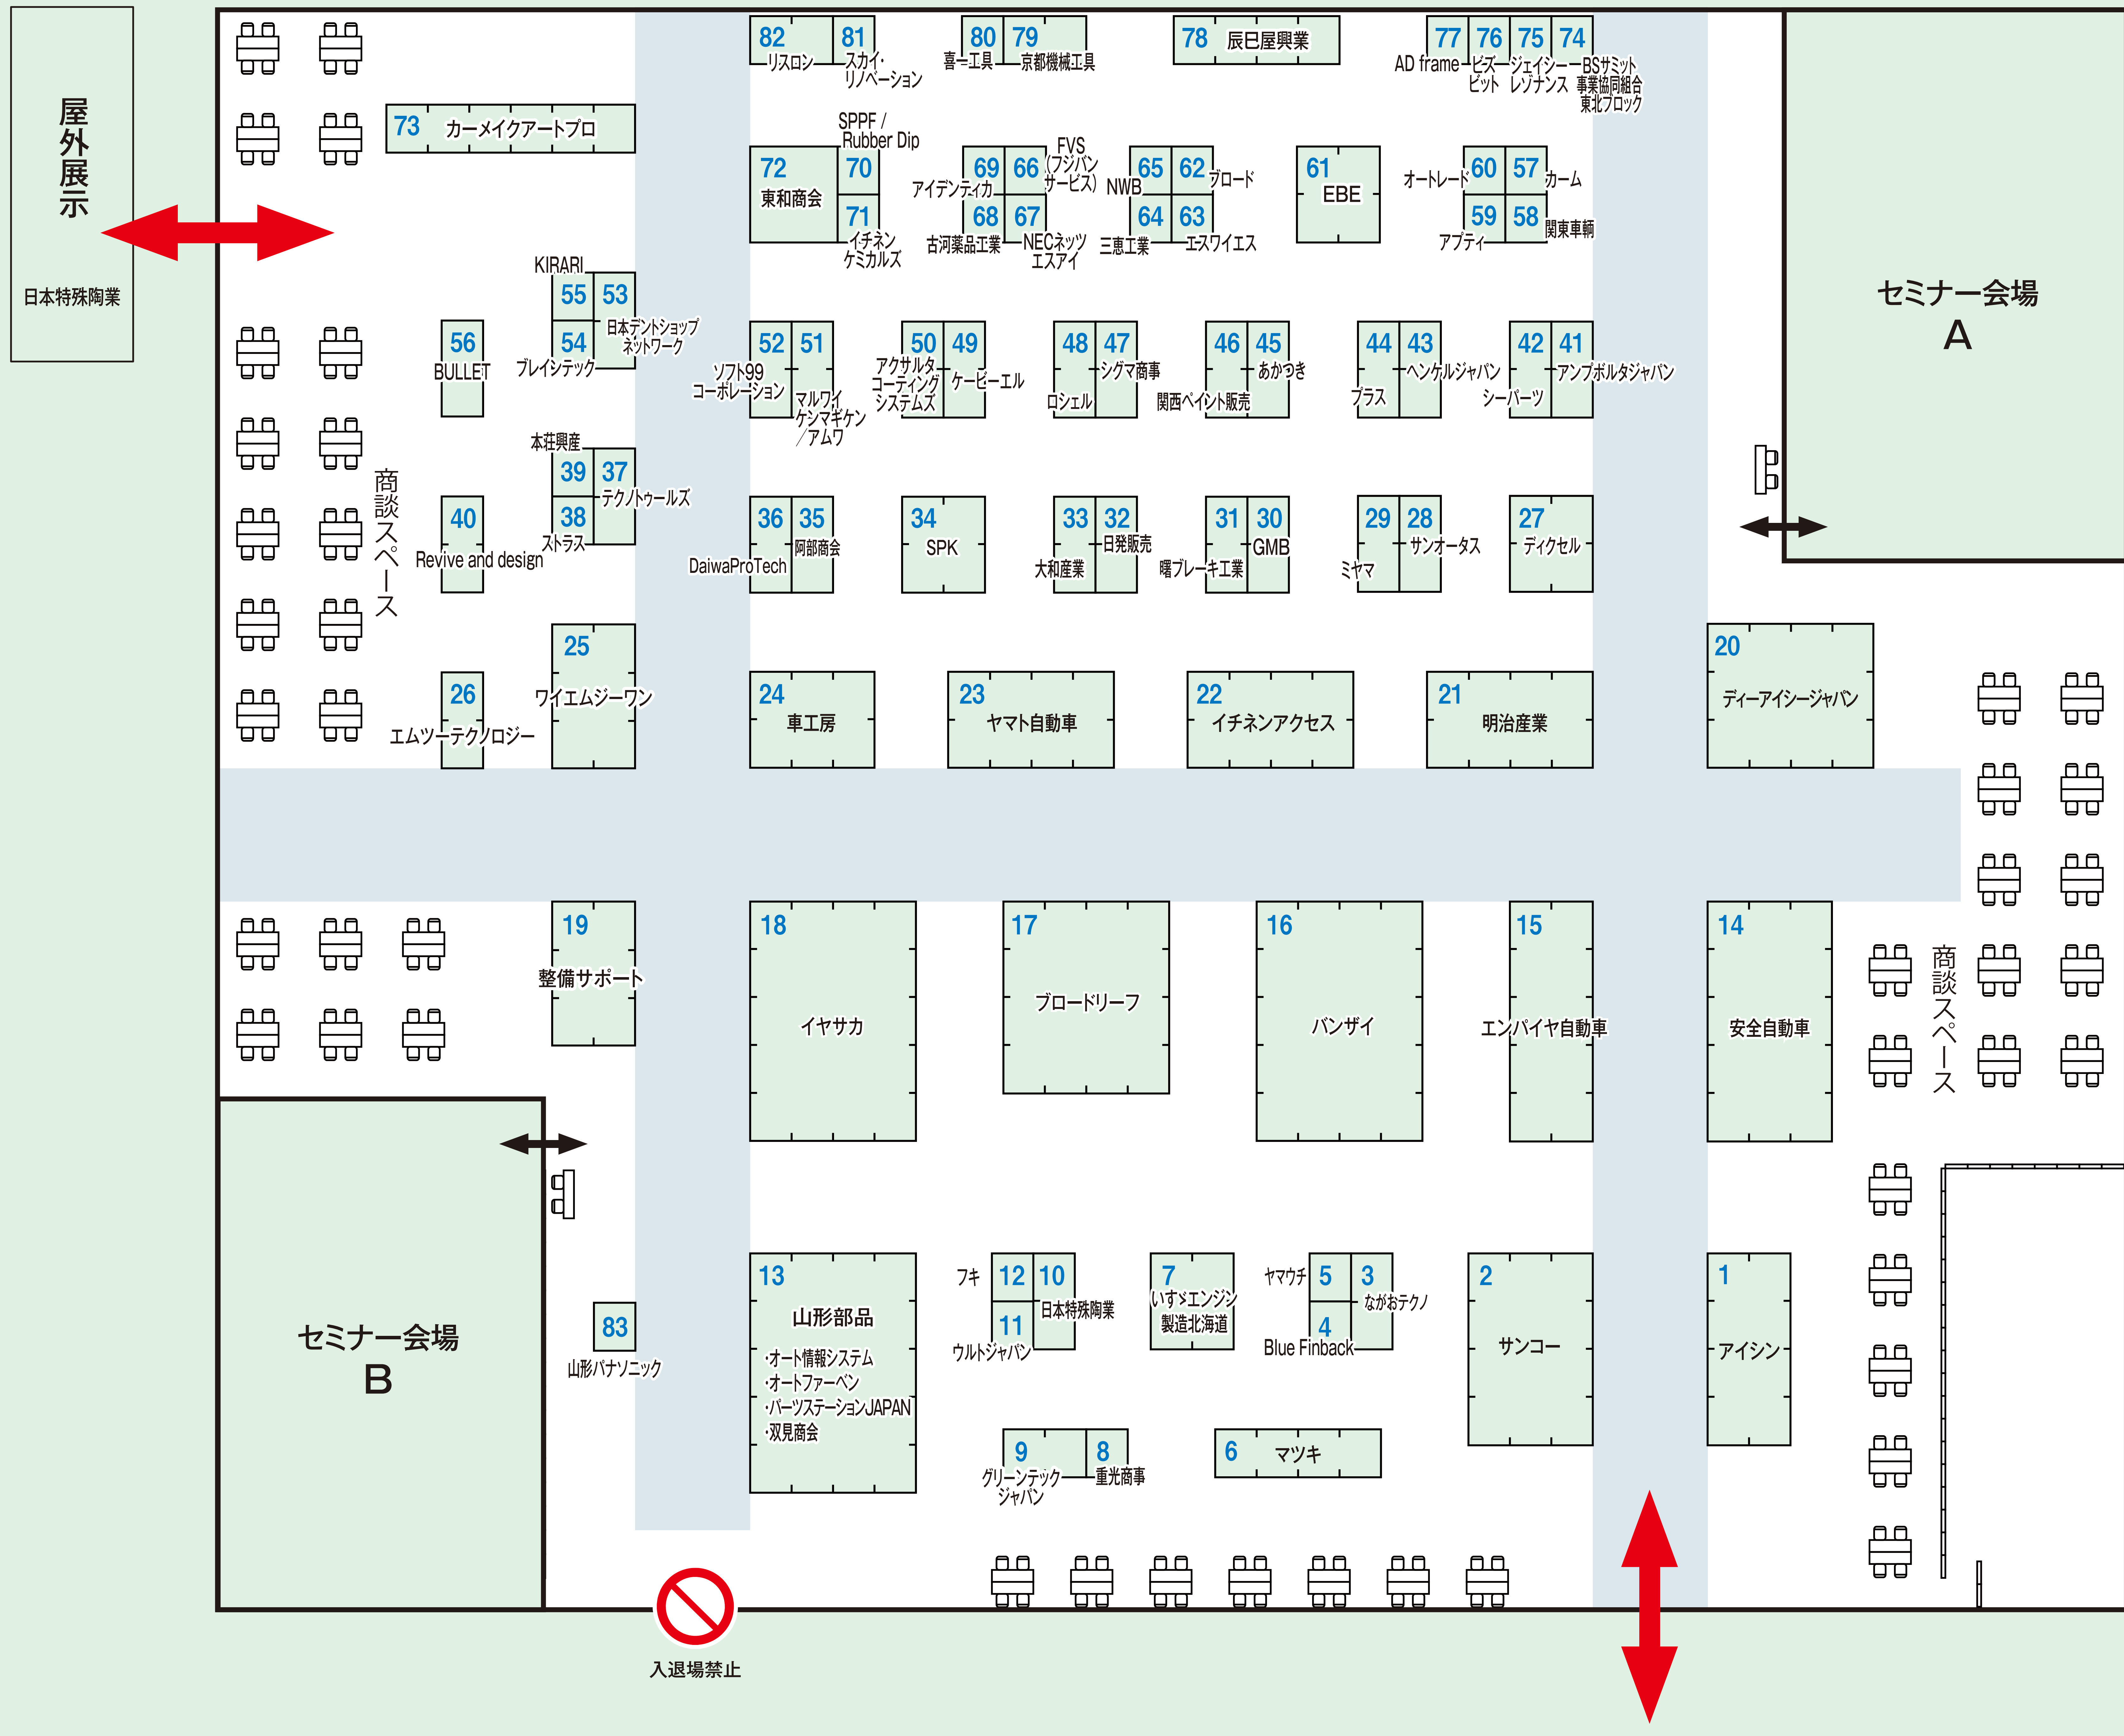 屋外展示
日本特殊陶業
82
リスロン
81
スカイ・
リノベーション
80
喜一工具
79
京都機械工具
78
辰巳屋興業
77
AD frame
76
ビズ
ビット
75
ジェイシー
レゾナンス
74
BSサミット
事業協同組合
東北ブロック
73
カーメイクアートプロ
72
東和商会
SPPF /
Rubber Dip
70
71
イチネン
ケミカルズ
69
アイデンティカ
66
FVS
(フジバン
サービス)
68
古河薬品工業
67
NECネッツ
エスアイ
65
NWB
62
ブロード
64
三恵工業
63
エスワイエス
61
EBE
60
オートレード
57
カーム
59
アプティ
58
関東車輌
KIRARI
55
53
日本デントショップ
ネットワーク
54
ブレイシテック
56
BULLET
52
ソフト99
コーポレーション
51
マルワイ
ケンマギケン
/アムワ
50
アクサルタ
コーティング
システムズ
49
ケーピーエル
48
ロシェル
47
シグマ商事
46
関西ペイント販売
45
あかつき
44
プラス
43
ヘンケルジャパン
42
シーパーツ
41
アンプボルタジャパン
セミナー会場
A
商談スペース
本荘興産
39
37
テクノトゥールズ
38
ストラス
40
Revive and design
36
DaiwaProTech
35
阿部商会
34
SPK
33
大和産業
32
日発販売
31
曙ブレーキ工業
30
GMB
29
ミヤマ
28
サンオータス
27
ディクセル
26
エムツーテクノロジー
25
ワイエムジーワン
24
車工房
23
ヤマト自動車
22
イチネンアクセス
21
明治産業
20
ディーアイシージャパン
19
整備サポート
18
イヤサカ
17
ブロードリーフ
16
バンザイ
15
エンパイヤ自動車
14
安全自動車
商談スペース
セミナー会場
B
83
山形パナソニック
13
山形部品
・オート情報システム
・オートファーベン
・パーツステーションJAPAN
・双見商会
12
フキ
10
日本特殊陶業
11
ウルトジャパン
7
いすゞエンジン
製造北海道
5
ヤマウチ
3
ながおテクノ
4
Blue Finback
2
サンコー
1
アイシン
9
グリーンテック
ジャパン
8
重光商事
6
マツキ
入退場禁止